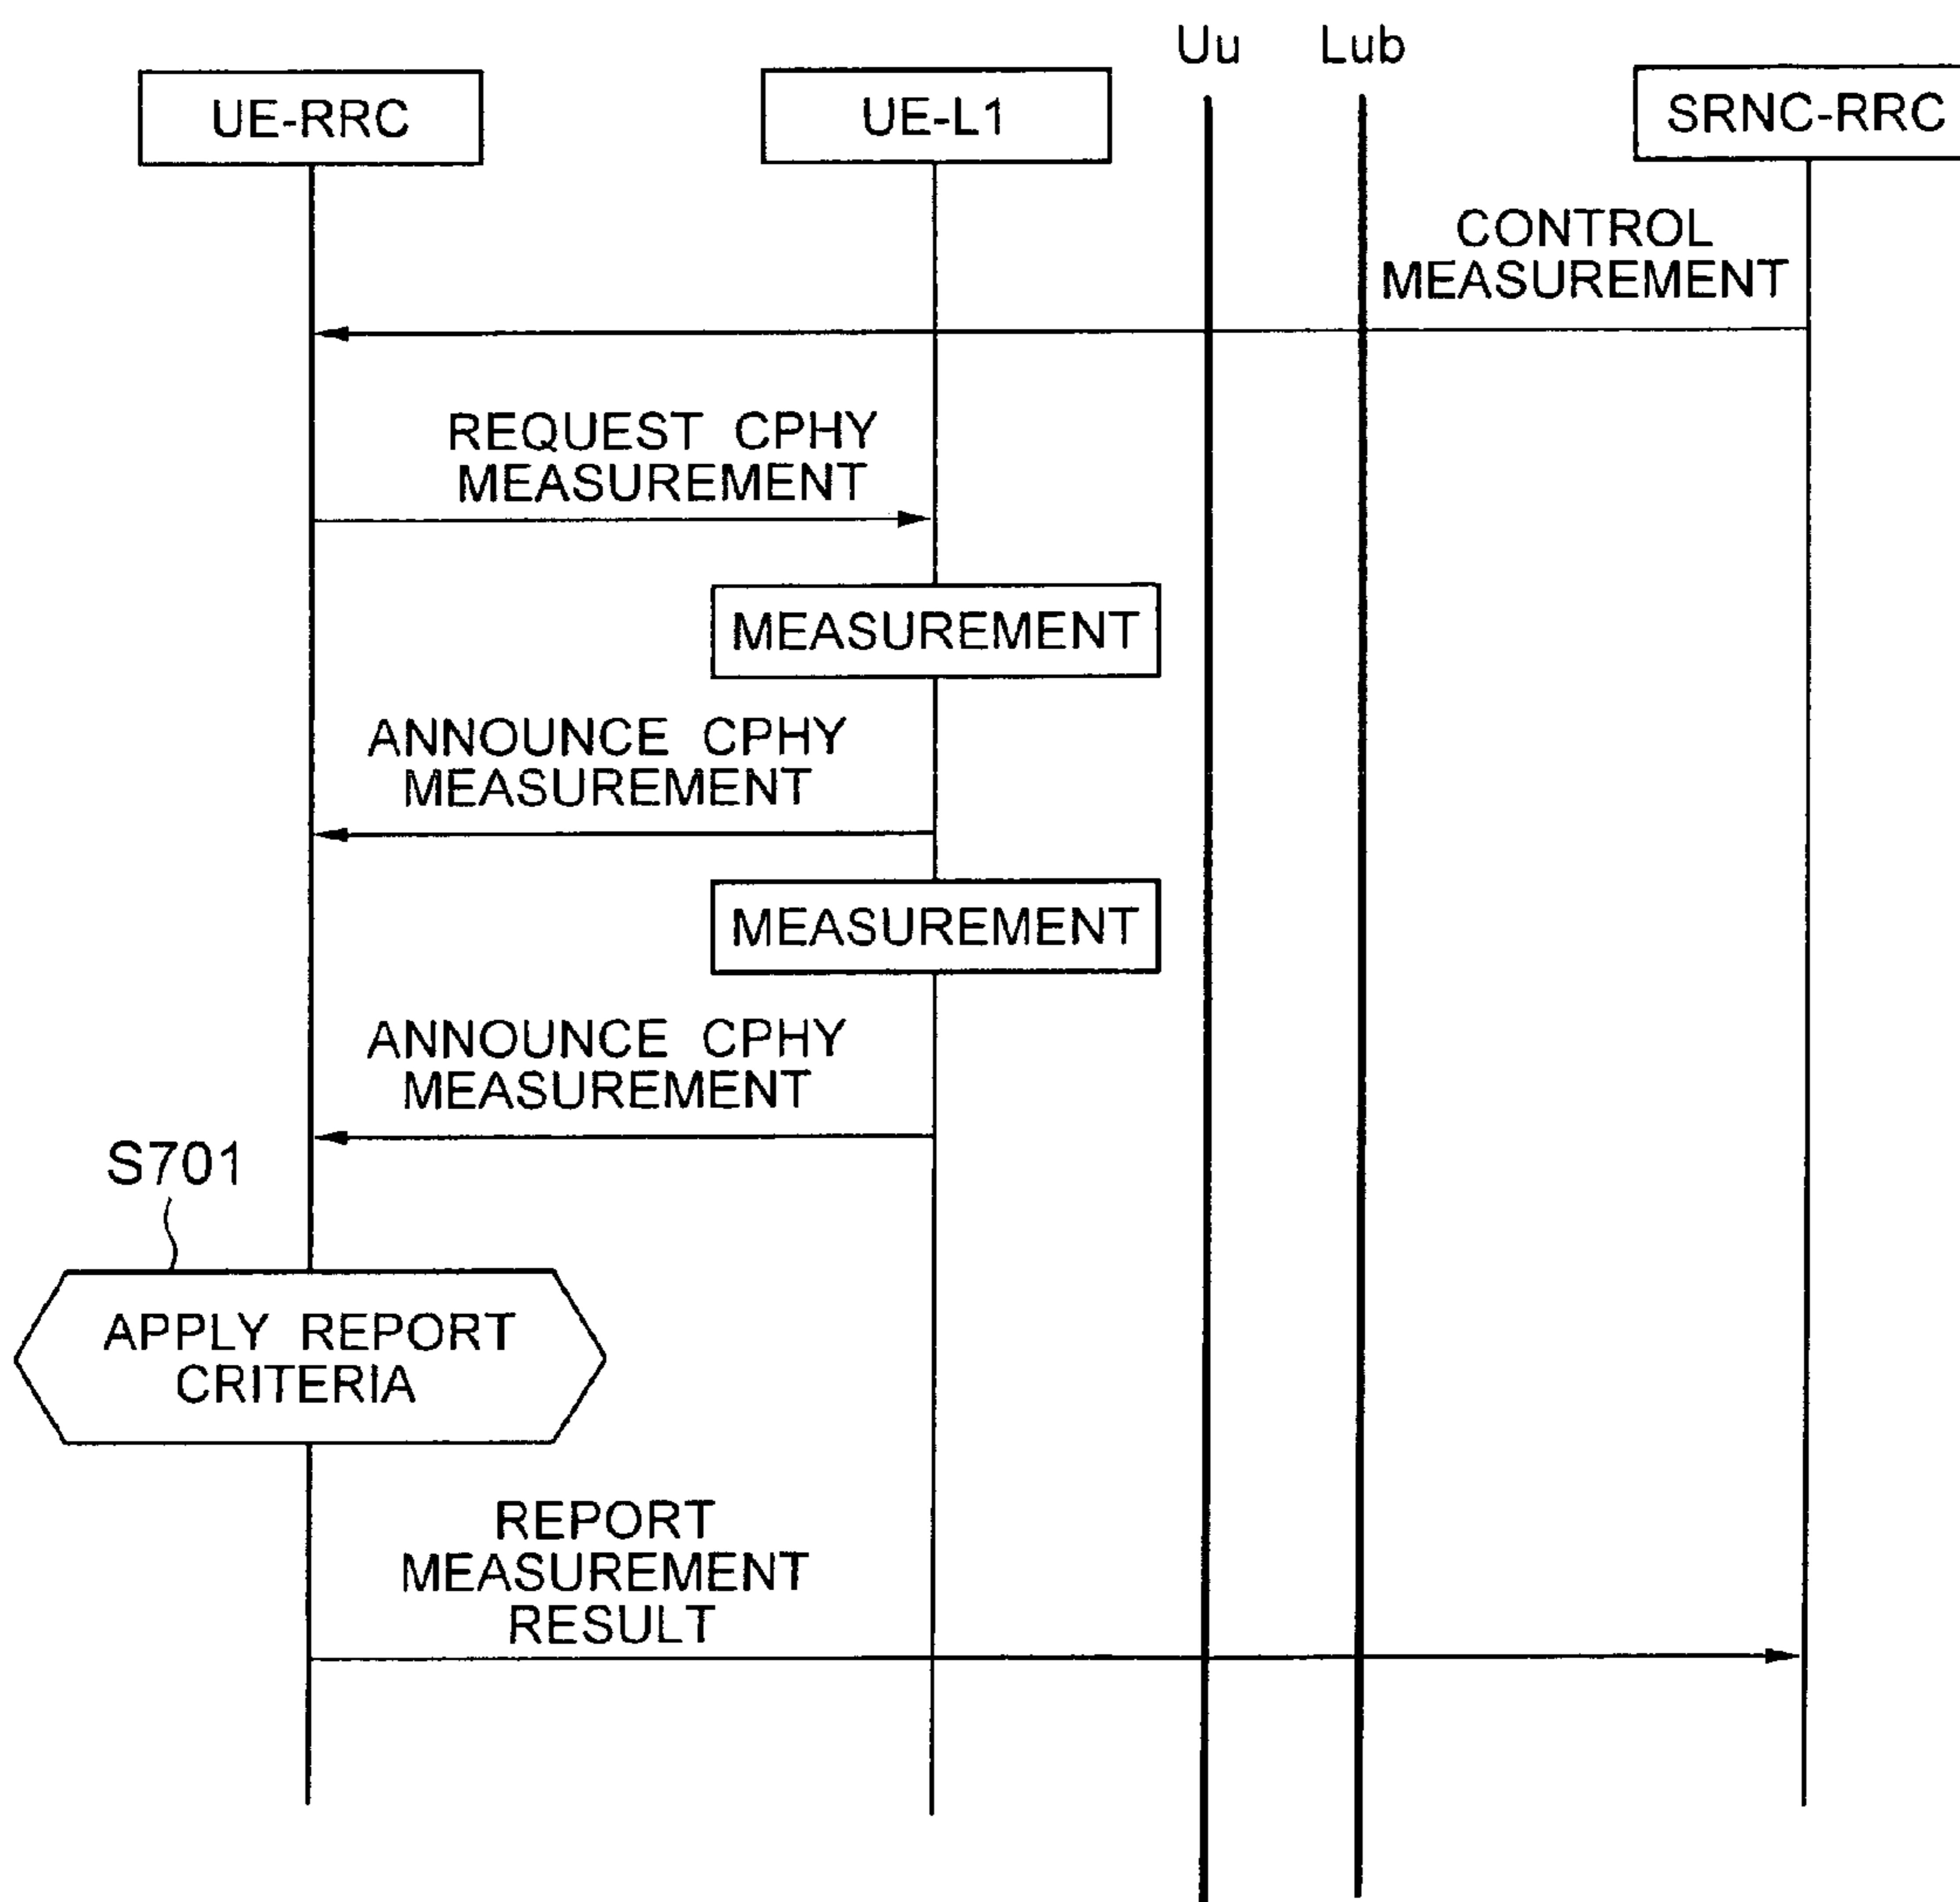 Uu
Lub
UE-RRC
UE-L1
SRNC-RRC
CONTROL
MEASUREMENT
REQUEST CPHY
MEASUREMENT
MEASUREMENT
ANNOUNCE CPHY
MEASUREMENT
MEASUREMENT
ANNOUNCE CPHY
MEASUREMENT
S701
APPLY REPORT
CRITERIA
REPORT
MEASUREMENT
RESULT